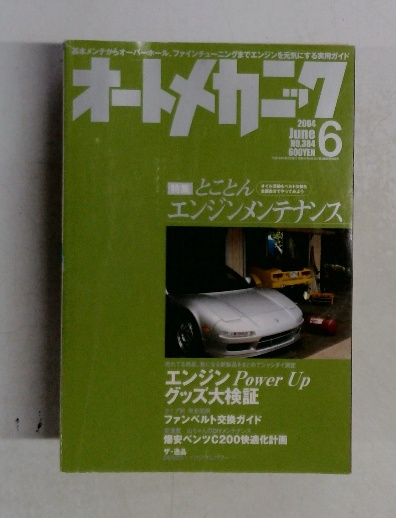 基本メンテからオーバーホール、ファインチューニングまでエンジンを元気にする実用ガイド
オートメカニック
2004
June
NO.384
600YEN
6
特集 とことん
エンジンメンテナンス
エンジン Power Up
グッズ大検証
ファンベルト交換ガイド
爆安ベンツC200快適化計画
ザ・逸品